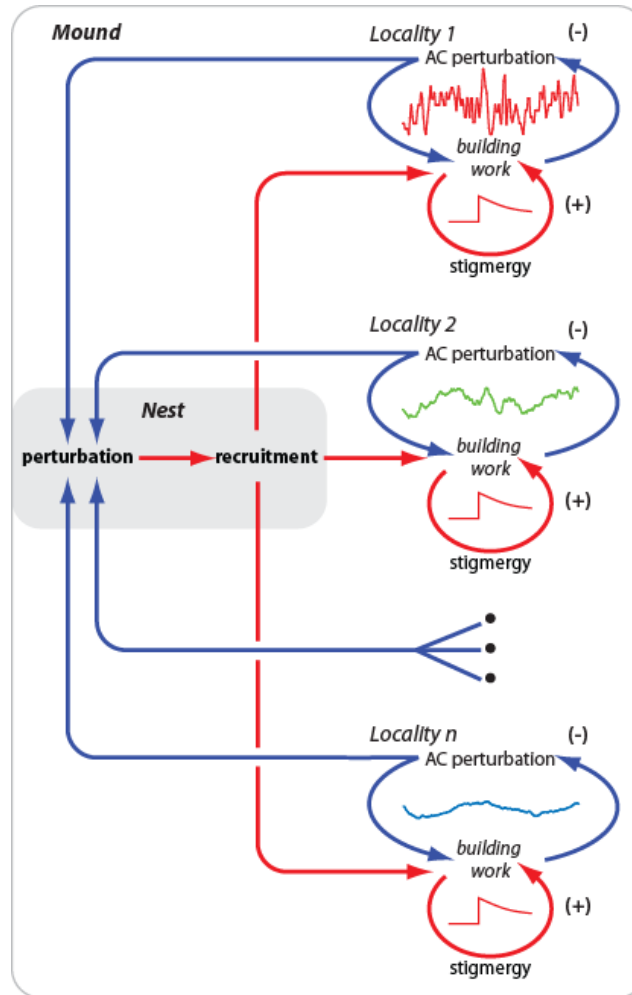 Mound
Locality 1
(-)
AC perturbation
building
work
(+)
stigmergy
Locality 2
(-)
AC perturbation
Nest
perturbation
recruitment
building
work
(+)
stigmergy
Locality n
(-)
AC perturbation
building
work
(+)
stigmergy